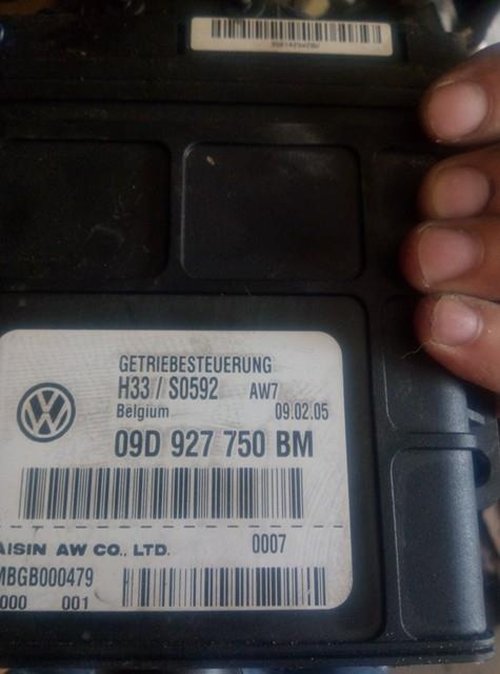 GETRIEBESTEUERUNG
H33 / S0592 AW7
Belgium 09.02.05
09D 927 750 BM
AISIN AW CO., LTD. 0007
MBGB000479
000 001